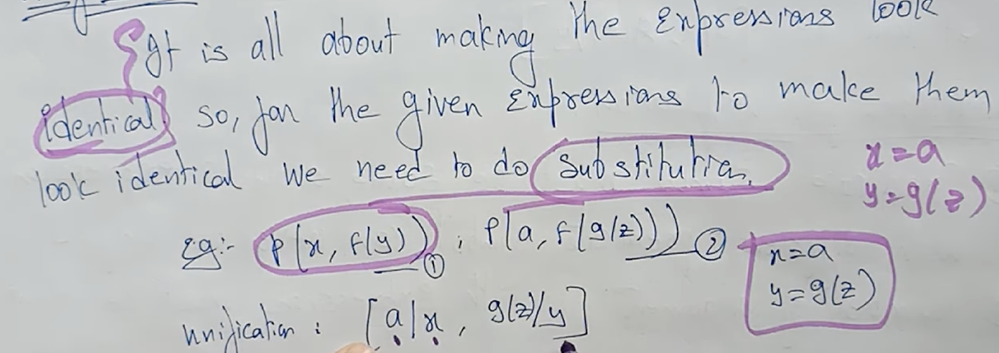 It is all about making the expressions look
identical. so, for the given expressions to make them
look identical we need to do substitution.
x=a
y=g(z)
eg:- p(x, f(y)) ① ; p(a, f(g(z))) ②
x=a
y=g(z)
unification : [a/x, g(z)/y]